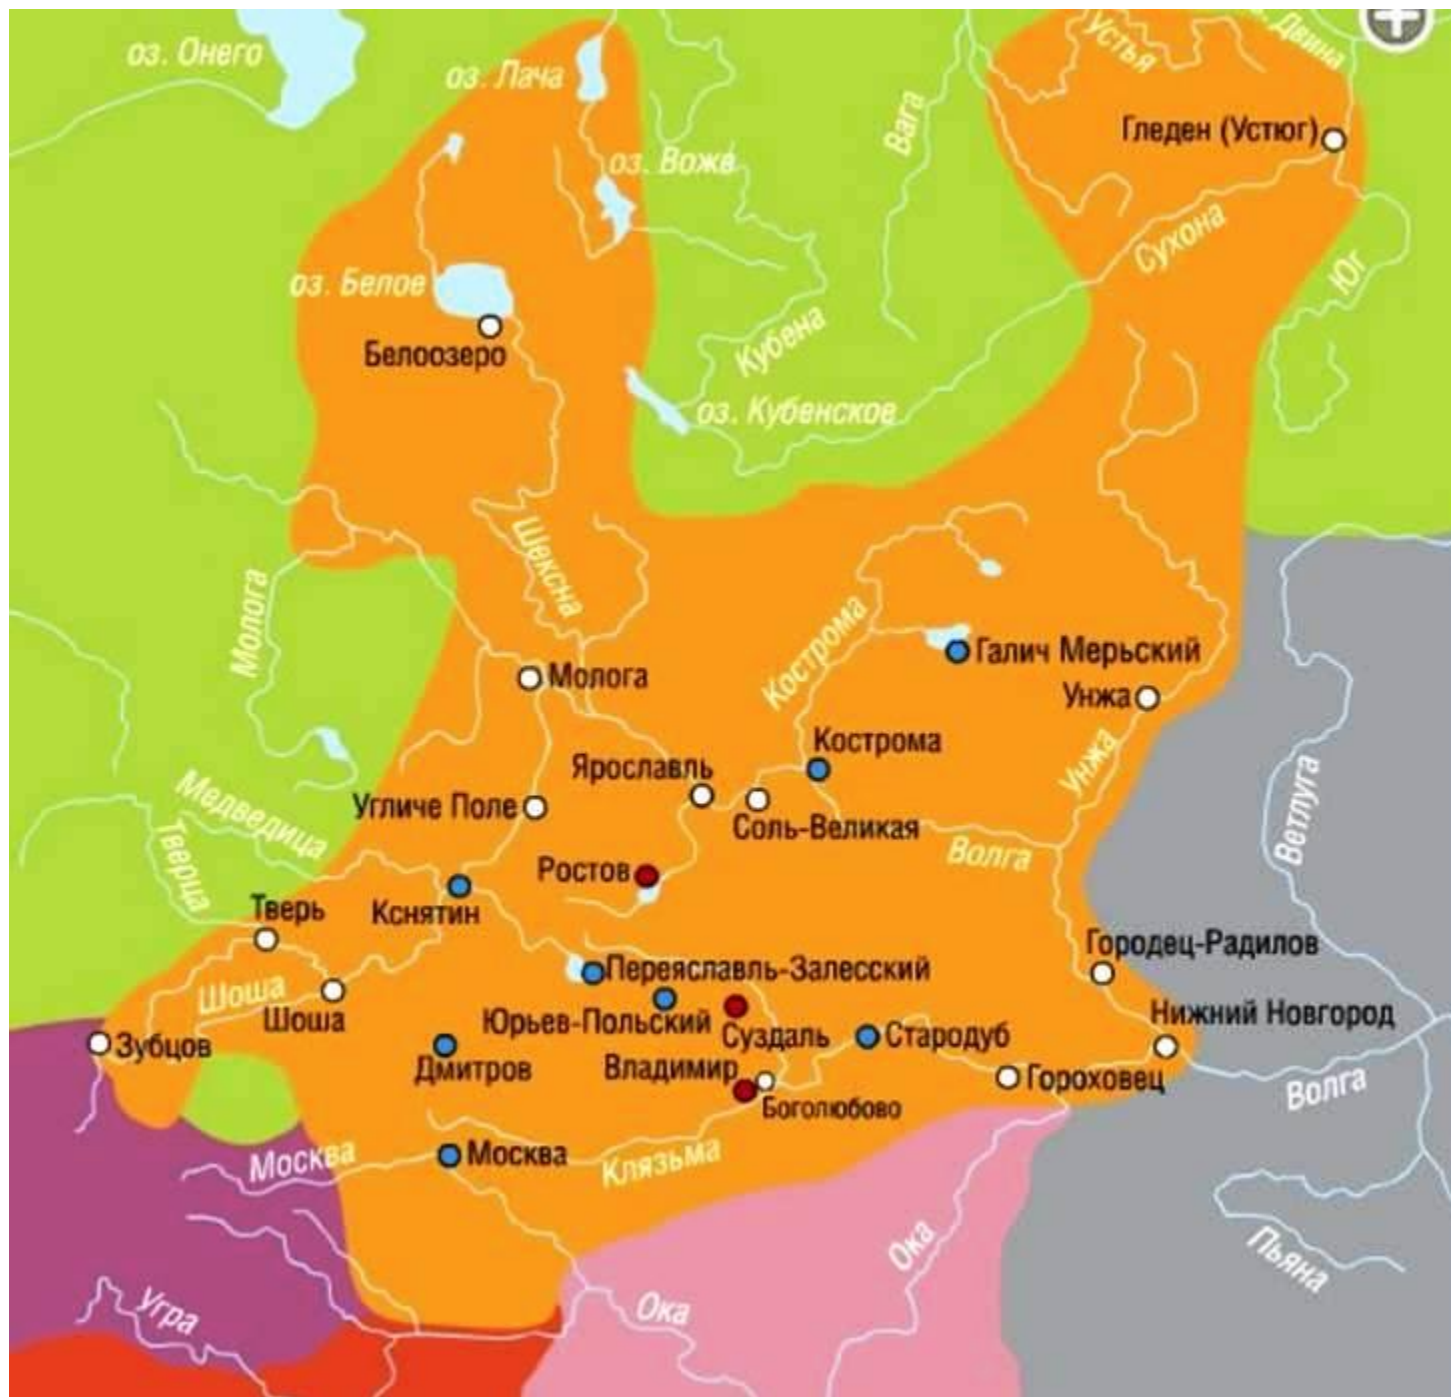 оз. Онего
оз. Лача
Устья
Двина
Вага
Гледен (Устюг)
оз. Воже
Сухона
Юг
оз. Белое
Белоозеро
Кубена
оз. Кубенское
Шексна
Молога
Кострома
Галич Мерьский
Молога
Унжа
Кострома
Унжа
Ярославль
Ветлуга
Медведица
Угличе Поле
Соль-Великая
Волга
Тверца
Ростов
Тверь
Кснятин
Городец-Радилов
Переяславль-Залесский
Шоша
Шоша
Юрьев-Польский
Нижний Новгород
Зубцов
Суздаль
Стародуб
Дмитров
Владимир
Гороховец
Боголюбово
Волга
Москва
Москва
Клязьма
Ока
Пьяна
Угра
Ока